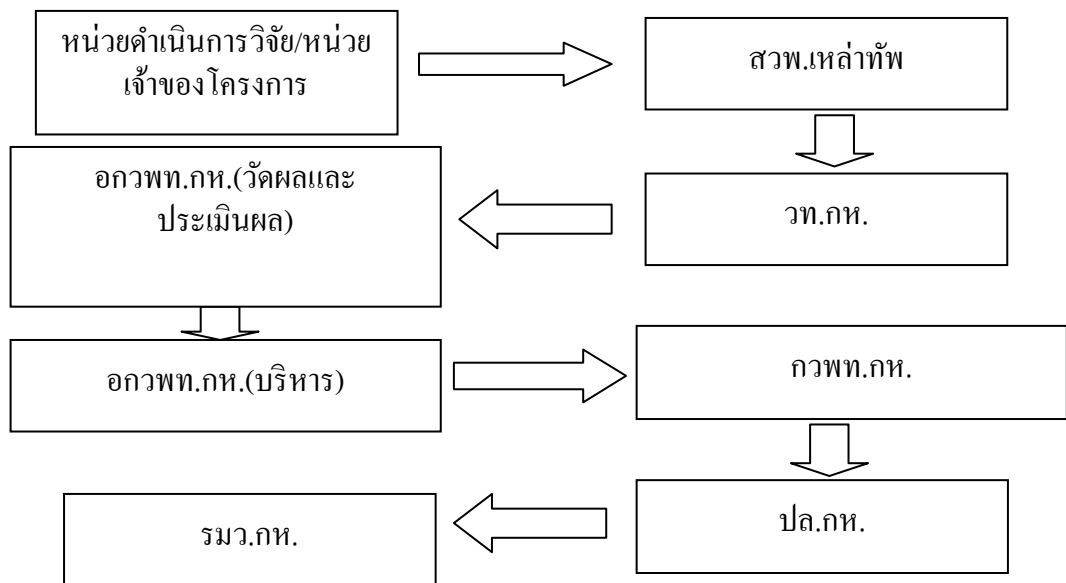 หน่วยดำเนินการวิจัย/หน่วย
เจ้าของโครงการ
สวพ.เหล่าทัพ
วท.กห.
อกวพท.กห.(วัดผลและ
ประเมินผล)
อกวพท.กห.(บริหาร)
กวพท.กห.
ปล.กห.
รมว.กห.